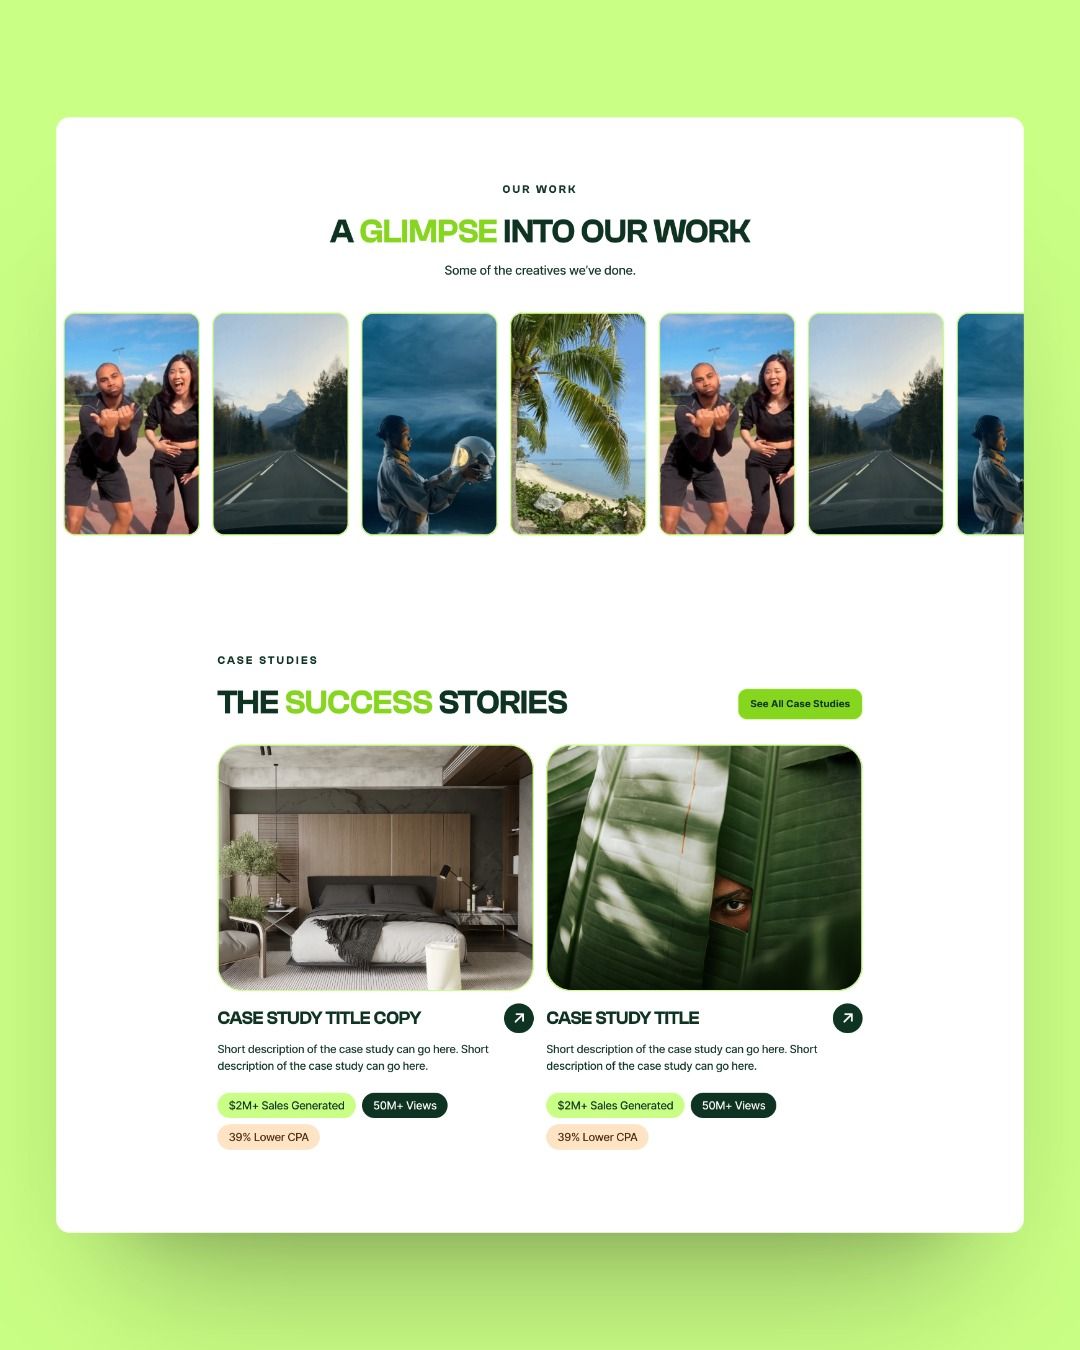 OUR WORK
A GLIMPSE INTO OUR WORK
Some of the creatives we've done.
CASE STUDIES
THE SUCCESS STORIES
See All Case Studies
CASE STUDY TITLE COPY
Short description of the case study can go here. Short
description of the case study can go here.
$2M+ Sales Generated
50M+ Views
39% Lower CPA
CASE STUDY TITLE
Short description of the case study can go here. Short
description of the case study can go here.
$2M+ Sales Generated
50M+ Views
39% Lower CPA